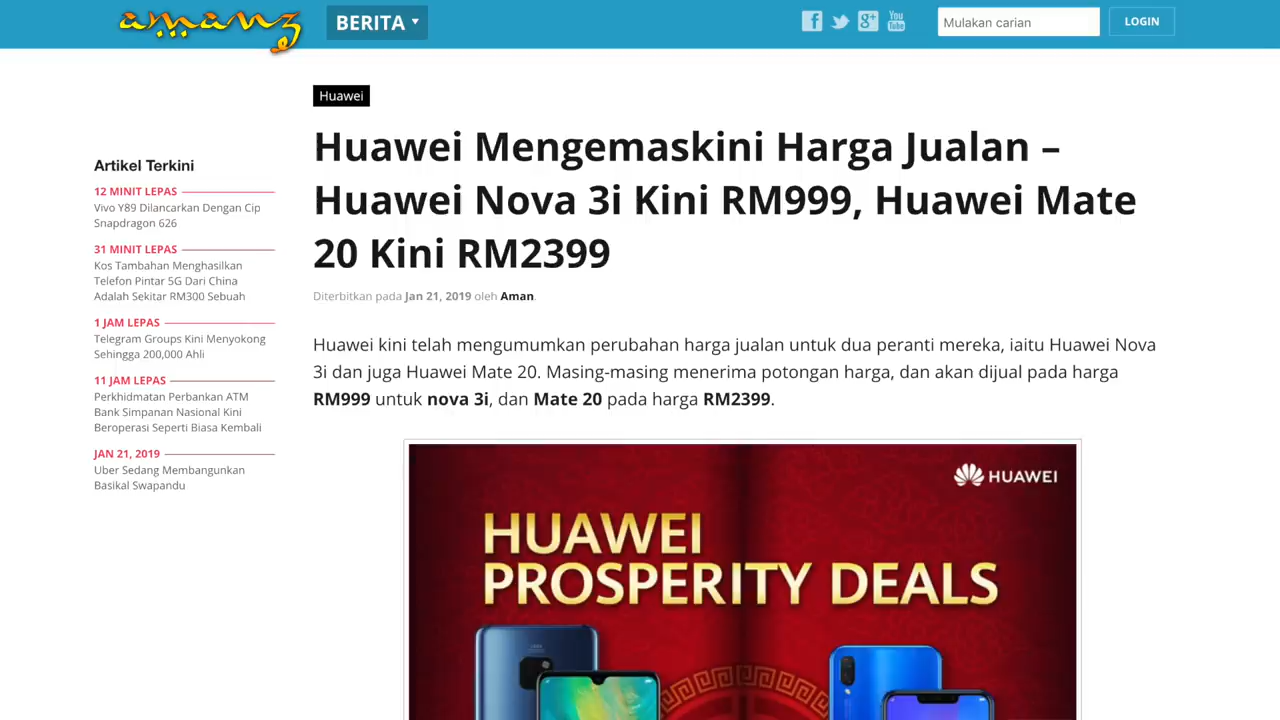 amanz
BERITA
Mulakan carian
LOGIN
Huawei
Huawei Mengemaskini Harga Jualan –
Huawei Nova 3i Kini RM999, Huawei Mate
20 Kini RM2399
Diterbitkan pada Jan 21, 2019 oleh Aman.
Artikel Terkini
12 MINIT LEPAS
Vivo Y89 Dilancarkan Dengan Cip
Snapdragon 626
31 MINIT LEPAS
Kos Tambahan Menghasilkan
Telefon Pintar 5G Dari China
Adalah Sekitar RM300 Sebuah
1 JAM LEPAS
Telegram Groups Kini Menyokong
Sehingga 200,000 Ahli
11 JAM LEPAS
Perkhidmatan Perbankan ATM
Bank Simpanan Nasional Kini
Beroperasi Seperti Biasa Kembali
JAN 21, 2019
Uber Sedang Membangunkan
Basikal Swapandu
Huawei kini telah mengumumkan perubahan harga jualan untuk dua peranti mereka, iaitu Huawei Nova
3i dan juga Huawei Mate 20. Masing-masing menerima potongan harga, dan akan dijual pada harga
RM999 untuk nova 3i, dan Mate 20 pada harga RM2399.
HUAWEI
HUAWEI
PROSPERITY DEALS